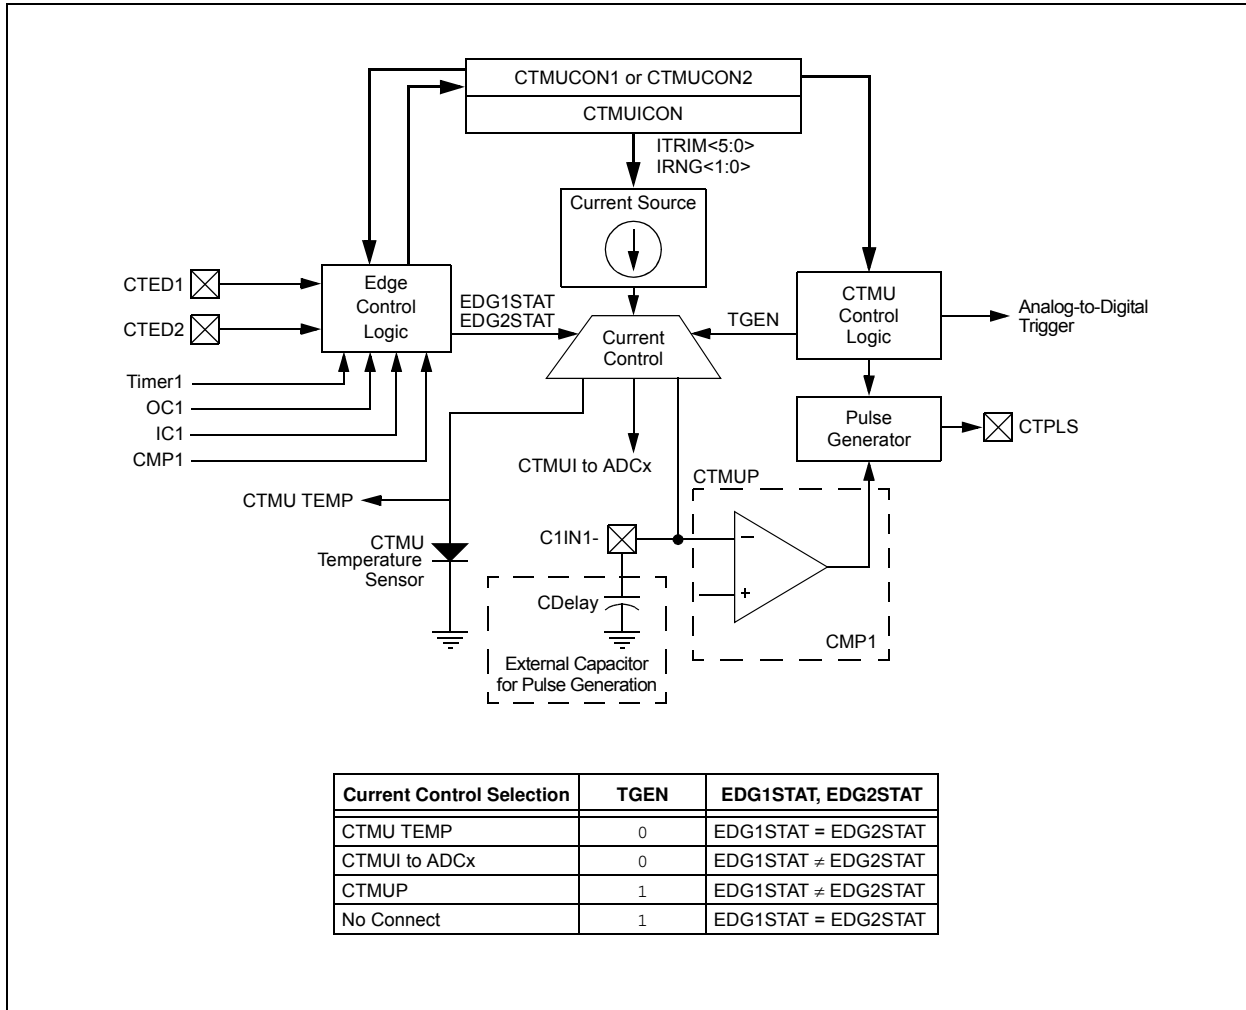 CTMUCON1 or CTMUCON2
CTMUICON
ITRIM<5:0>
IRNG<1:0>
Current Source
CTED1
CTED2
Edge
Control
Logic
EDG1STAT
EDG2STAT
Current
Control
TGEN
CTMU
Control
Logic
Analog-to-Digital
Trigger
Timer1
OC1
IC1
CMP1
Pulse
Generator
CTPLS
CTMUI to ADCx
CTMUP
CTMU TEMP
C1IN1-
CTMU
Temperature
Sensor
–
+
CDelay
CMP1
External Capacitor
for Pulse Generation
Current Control Selection TGEN EDG1STAT, EDG2STAT
CTMU TEMP 0 EDG1STAT = EDG2STAT
CTMUI to ADCx 0 EDG1STAT ≠ EDG2STAT
CTMUP 1 EDG1STAT ≠ EDG2STAT
No Connect 1 EDG1STAT = EDG2STAT